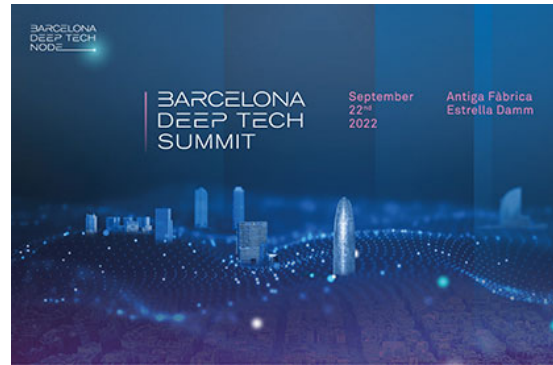 BARCELONA
DEEP TECH
NODE
BARCELONA
DEEP TECH
SUMMIT
September
22nd
2022
Antiga Fàbrica
Estrella Damm